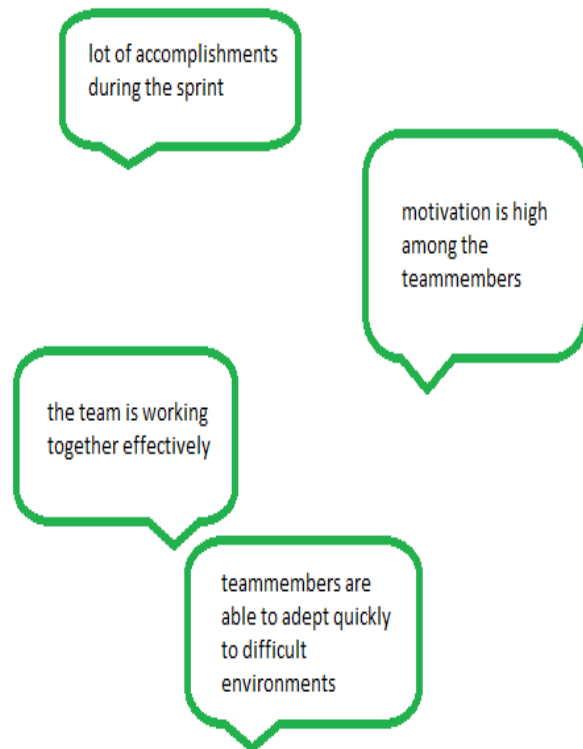 lot of accomplishments
during the sprint
motivation is high
among the
teammembers
the team is working
together effectively
teammembers are
able to adept quickly
to difficult
environments